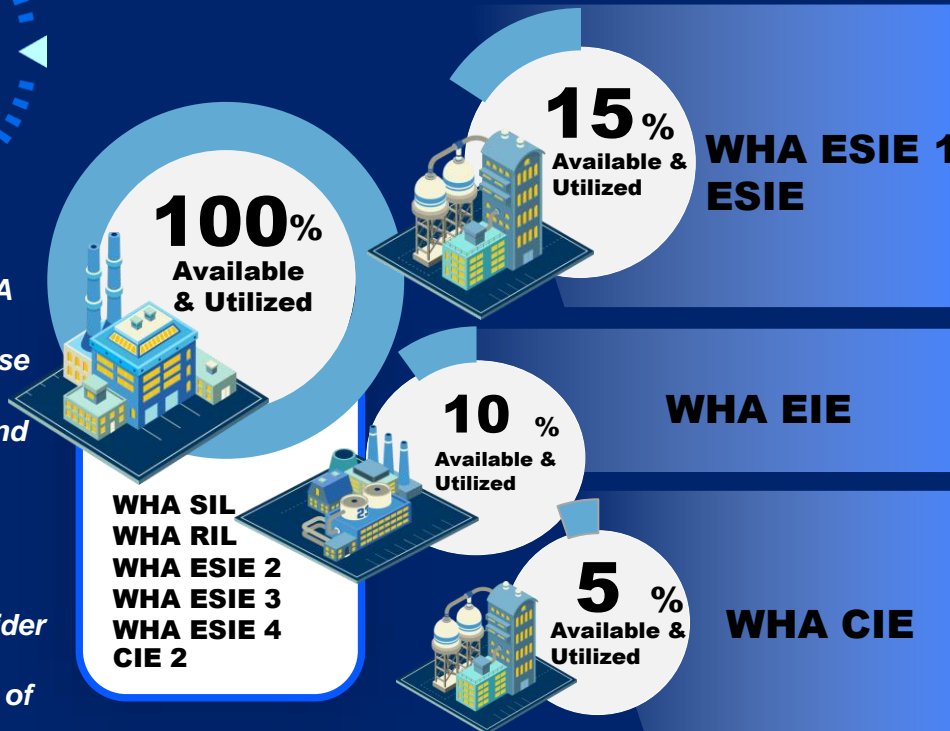 100%
Available
& Utilized
WHA SIL
WHA RIL
WHA ESIE 2
WHA ESIE 3
WHA ESIE 4
CIE 2
15%
Available &
Utilized
WHA ESIE 1
ESIE
10 %
Available &
Utilized
WHA EIE
5 %
Available &
Utilized
WHA CIE
of